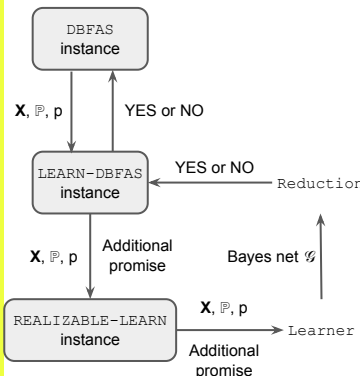 DBFAS
instance
X, ℙ, p
YES or NO
LEARN-DBFAS
instance
YES or NO
Reduction
X, ℙ, p
Additional
promise
Bayes net 𝒢
REALIZABLE-LEARN
instance
X, ℙ, p
Learner
Additional
promise